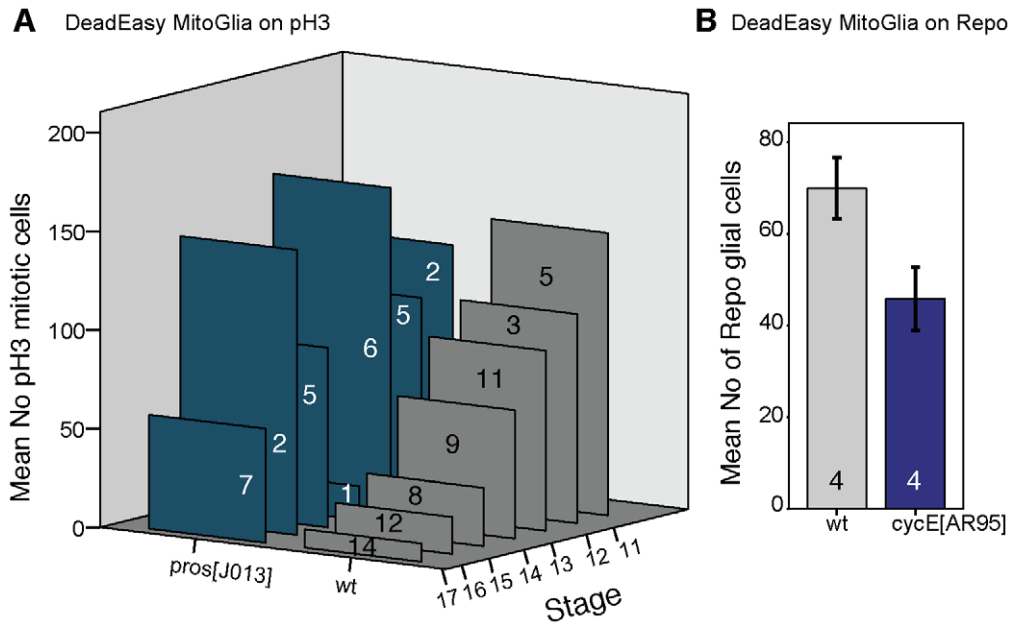 A DeadEasy MitoGlia on pH3
Mean No pH3 mitotic cells
200
150
100
50
0
2
5
6
5
2
7
1
5
3
11
9
8
12
14
pros[J013]
wt
17 16 15 14 13 12 11
Stage
B DeadEasy MitoGlia on Repo
Mean No of Repo glial cells
80
60
40
20
0
4 4
wt cycE[AR95]